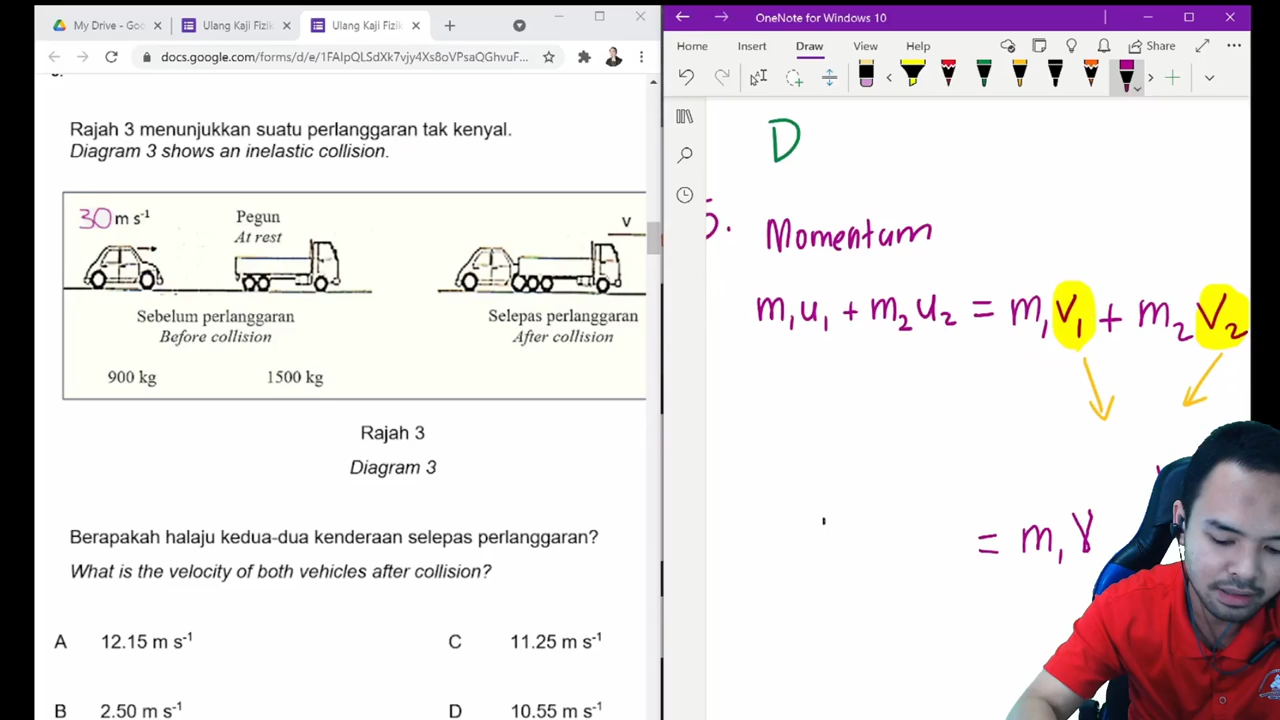 My Drive - Goo
Ulang Kaji Fizik
Ulang Kaji Fizik
docs.google.com/forms/d/e/1FAIpQLSdXk7vjy4Xs8oVPsaQGhvuF...
Rajah 3 menunjukkan suatu perlanggaran tak kenyal.
Diagram 3 shows an inelastic collision.
30 m s⁻¹
Pegun
At rest
v
Sebelum perlanggaran
Before collision
Selepas perlanggaran
After collision
900 kg
1500 kg
Rajah 3
Diagram 3
Berapakah halaju kedua-dua kenderaan selepas perlanggaran?
What is the velocity of both vehicles after collision?
A 12.15 m s⁻¹
C 11.25 m s⁻¹
B 2.50 m s⁻¹
D 10.55 m s⁻¹
OneNote for Windows 10
Home Insert Draw View Help
Share
D
5. Momentum
m₁u₁ + m₂u₂ = m₁v₁ + m₂v₂
= m₁v